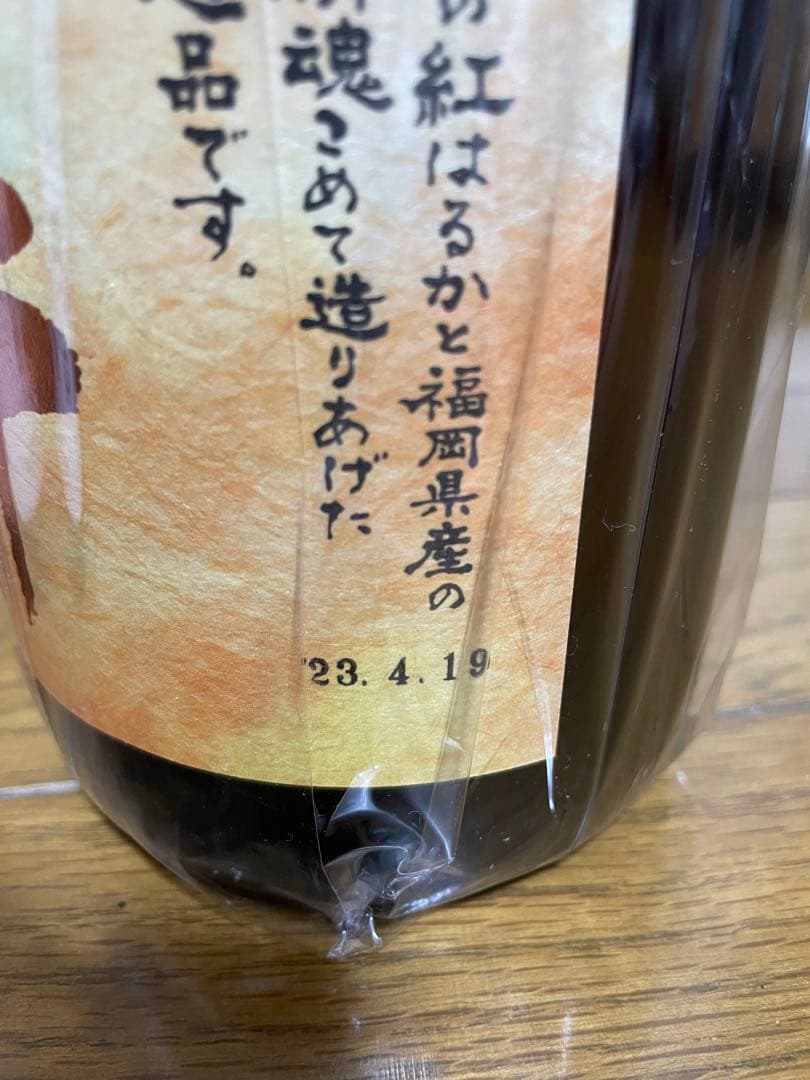 の紅はるかと福岡県産の
魂こめて造りあげた
品です。
'23. 4. 19